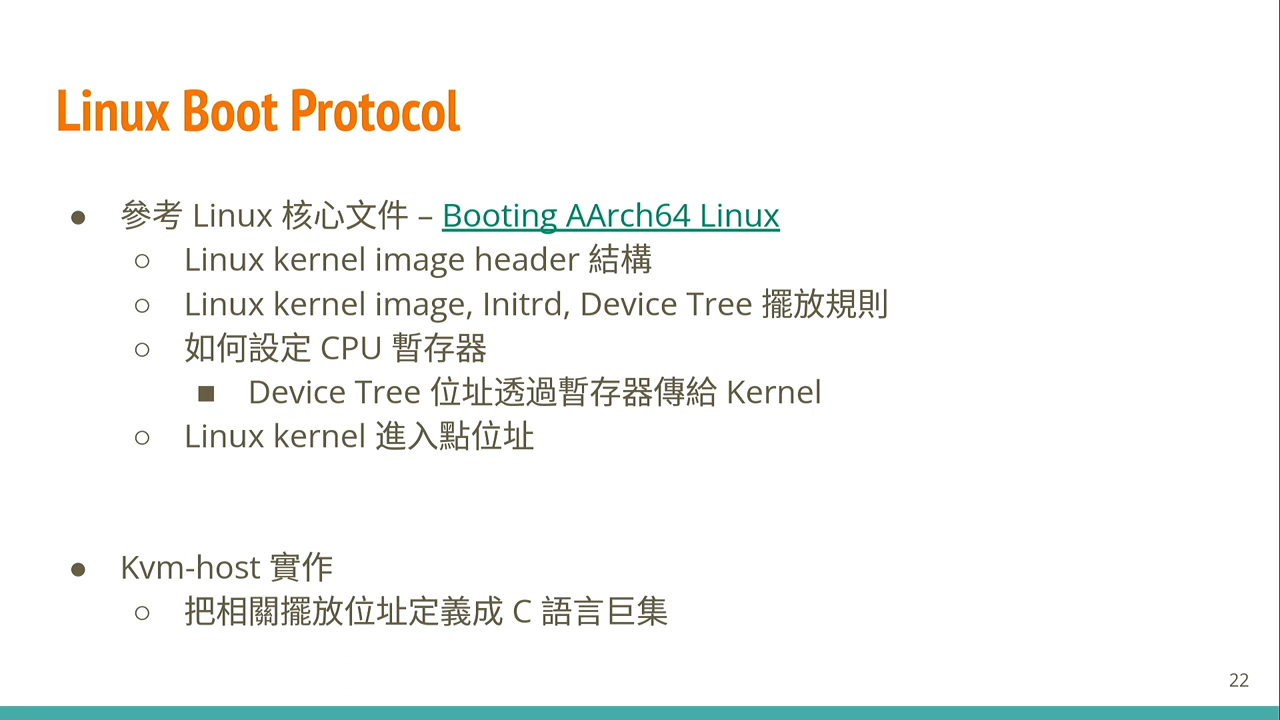 Linux Boot Protocol
● 參考 Linux 核心文件 – Booting AArch64 Linux
○ Linux kernel image header 結構
○ Linux kernel image, Initrd, Device Tree 擺放規則
○ 如何設定 CPU 暫存器
■ Device Tree 位址透過暫存器傳給 Kernel
○ Linux kernel 進入點位址
● Kvm-host 實作
○ 把相關擺放位址定義成 C 語言巨集
22